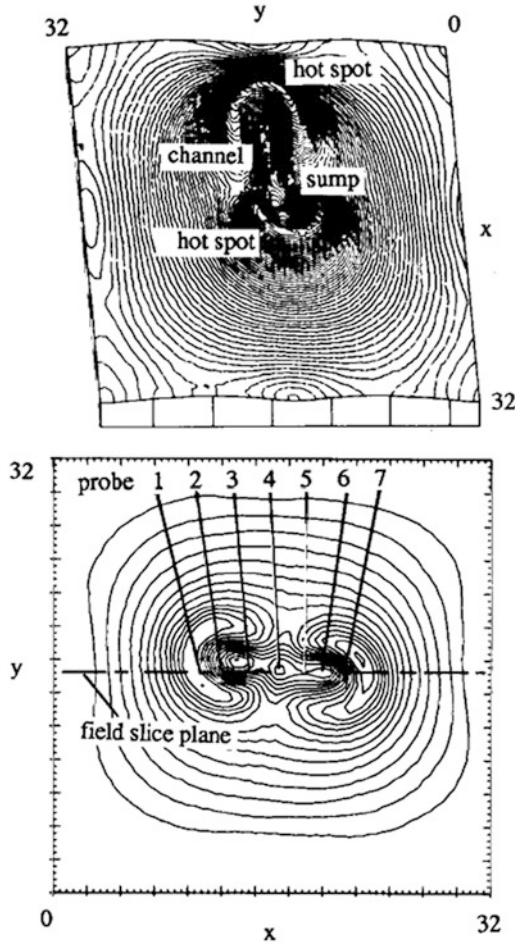 y
32
0
hot spot
channel
sump
hot spot
x
32
32
probe 1 2 3 4 5 6 7
y
field slice plane
0
32
x